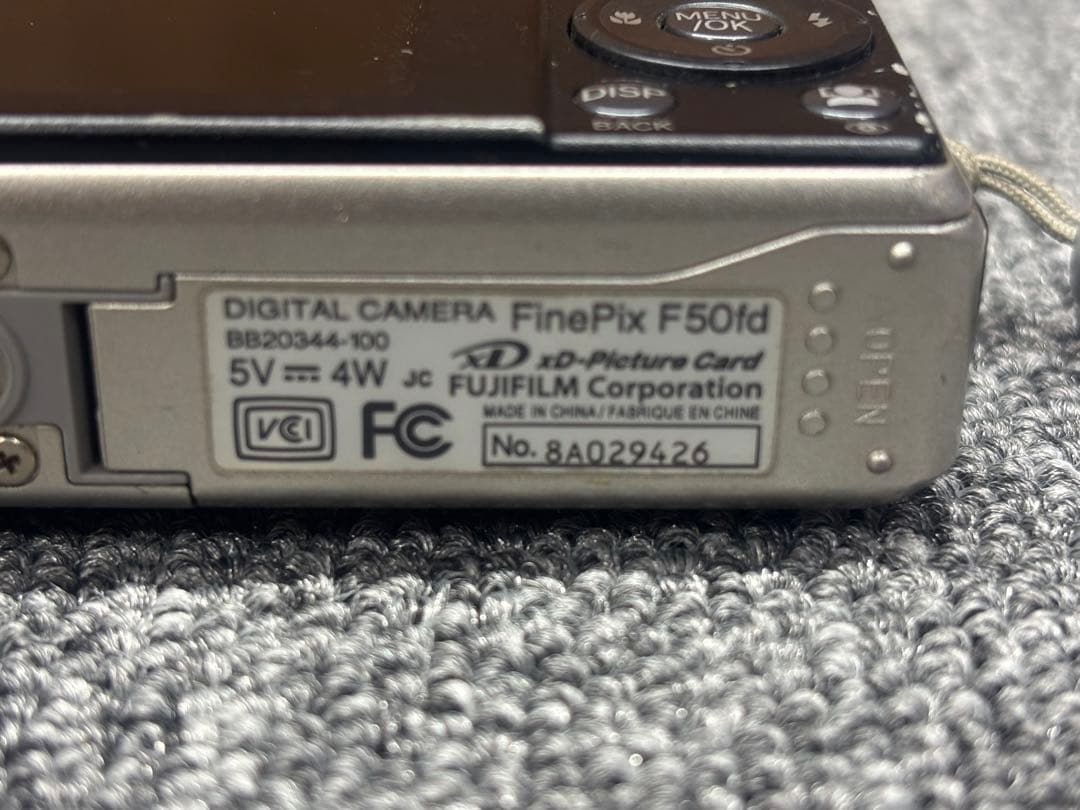 MENU
/OK
DISP
BACK
DIGITAL CAMERA FinePix F50fd
BB20344-100
xD xD-Picture Card
5V 4W JC FUJIFILM Corporation
MADE IN CHINA/FABRIQUE EN CHINE
VCCI FC
No. 8A029426
OPEN